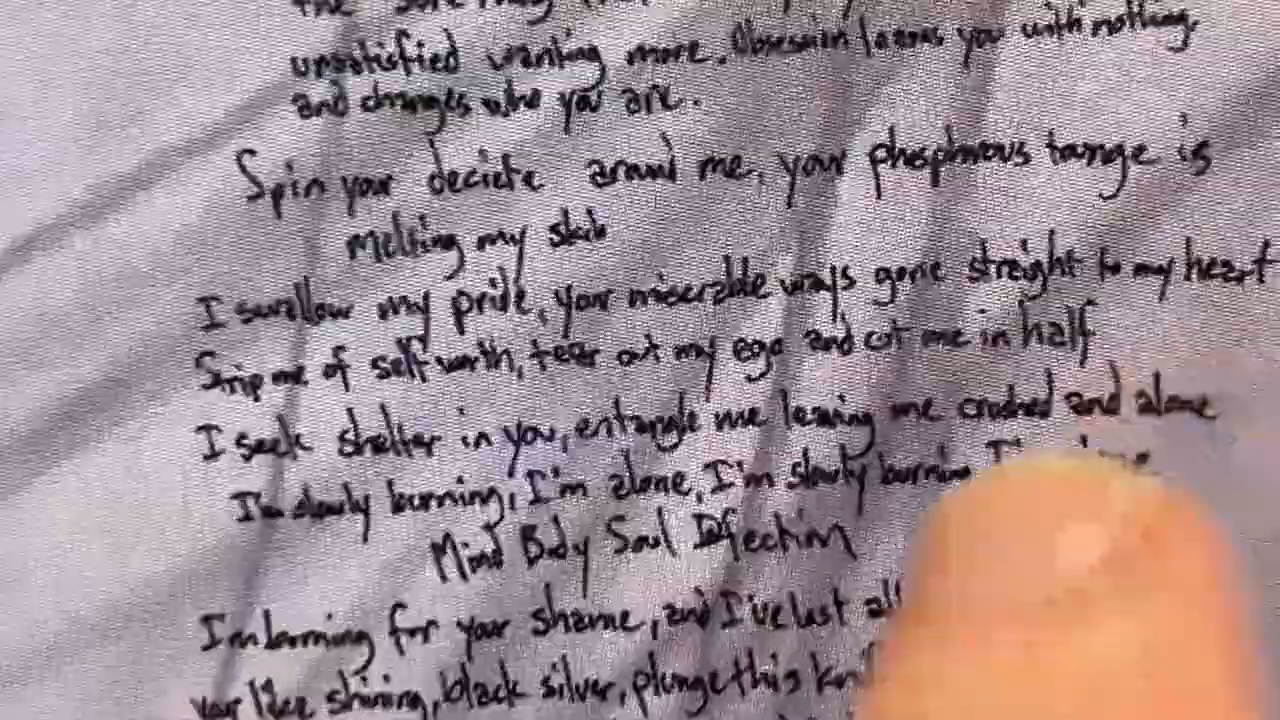 unsatisfied wanting more. Obsession leaves you with nothing.
and changes who you are.
Spin your deciete around me, your phosphrous tounge is
melting my skin
I swallow my pride, your miserable ways gone straight to my heart
Strip me of self worth, tear out my ego and cut me in half
I seek shelter in you, entangle me leaving me crushed and alone
I'm slowly burning, I'm alone, I'm slowly burning
Mind Body Soul Infection
I'm burning for your shame, and I've lost all
your like shining, black silver, plunge this